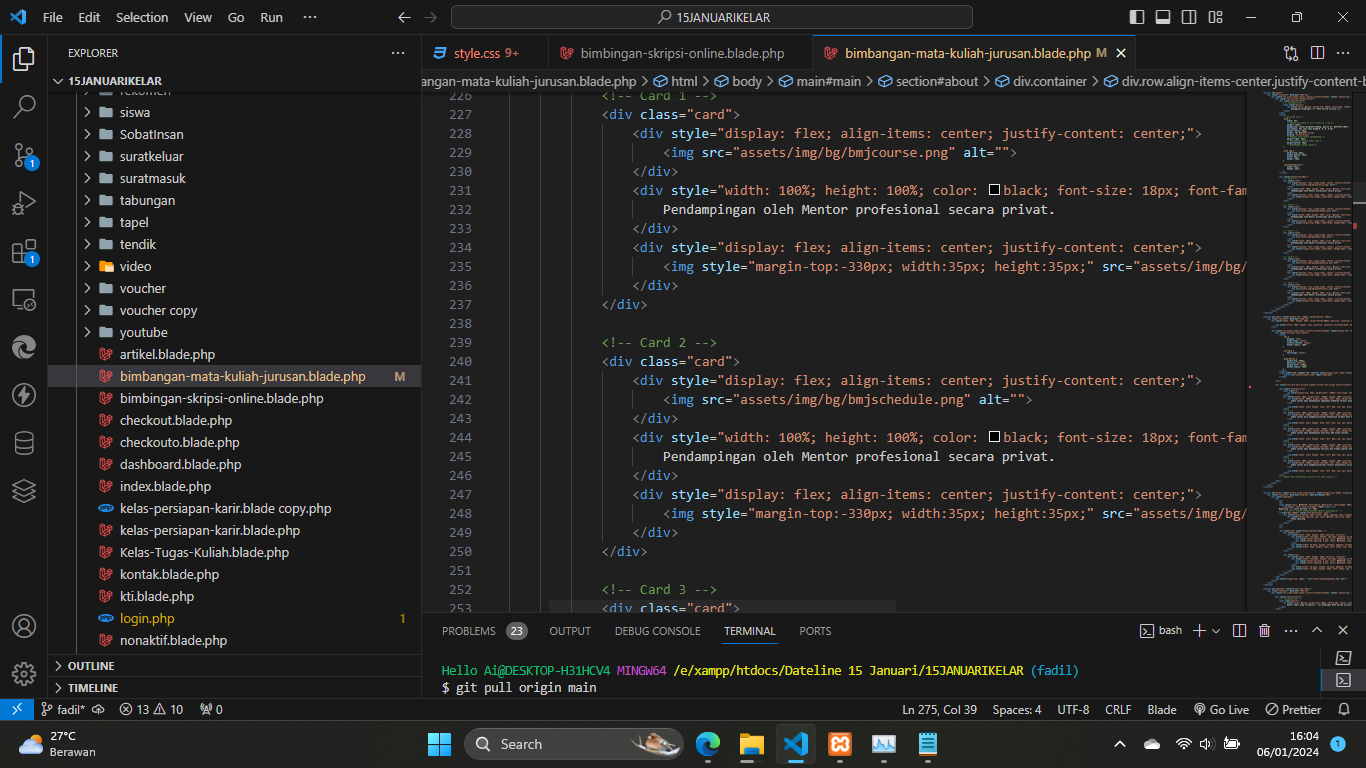 File Edit Selection View Go Run ···
15JANUARIKELAR
EXPLORER
style.css 9+
bimbingan-skripsi-online.blade.php
bimbangan-mata-kuliah-jurusan.blade.php M
angan-mata-kuliah-jurusan.blade.php > html > body > main#main > section#about > div.container > div.row.align-items-center.justify-content-b
15JANUARIKELAR
rekomen
siswa
SobatInsan
suratkeluar
suratmasuk
tabungan
tapel
tendik
video
voucher
voucher copy
youtube
artikel.blade.php
bimbangan-mata-kuliah-jurusan.blade.php M
bimbingan-skripsi-online.blade.php
checkout.blade.php
checkouto.blade.php
dashboard.blade.php
index.blade.php
kelas-persiapan-karir.blade copy.php
kelas-persiapan-karir.blade.php
Kelas-Tugas-Kuliah.blade.php
kontak.blade.php
kti.blade.php
login.php 1
nonaktif.blade.php
OUTLINE
TIMELINE
226 <!-- Card 1 -->
227 <div class="card">
228 <div style="display: flex; align-items: center; justify-content: center;">
229 <img src="assets/img/bg/bmjcourse.png" alt="">
230 </div>
231 <div style="width: 100%; height: 100%; color: black; font-size: 18px; font-fam
232 Pendampingan oleh Mentor profesional secara privat.
233 </div>
234 <div style="display: flex; align-items: center; justify-content: center;">
235 <img style="margin-top:-330px; width:35px; height:35px;" src="assets/img/bg/
236 </div>
237 </div>
238
239 <!-- Card 2 -->
240 <div class="card">
241 <div style="display: flex; align-items: center; justify-content: center;">
242 <img src="assets/img/bg/bmjschedule.png" alt="">
243 </div>
244 <div style="width: 100%; height: 100%; color: black; font-size: 18px; font-fam
245 Pendampingan oleh Mentor profesional secara privat.
246 </div>
247 <div style="display: flex; align-items: center; justify-content: center;">
248 <img style="margin-top:-330px; width:35px; height:35px;" src="assets/img/bg/
249 </div>
250 </div>
251
252 <!-- Card 3 -->
253 <div class="card">
PROBLEMS 23 OUTPUT DEBUG CONSOLE TERMINAL PORTS
bash
Hello Ai@DESKTOP-H31HCV4 MINGW64 /e/xampp/htdocs/Dateline 15 Januari/15JANUARIKELAR (fadil)
$ git pull origin main
fadil* 13 10 0
Ln 275, Col 39 Spaces: 4 UTF-8 CRLF Blade Go Live Prettier
27°C
Berawan
Search
16:04
06/01/2024
1